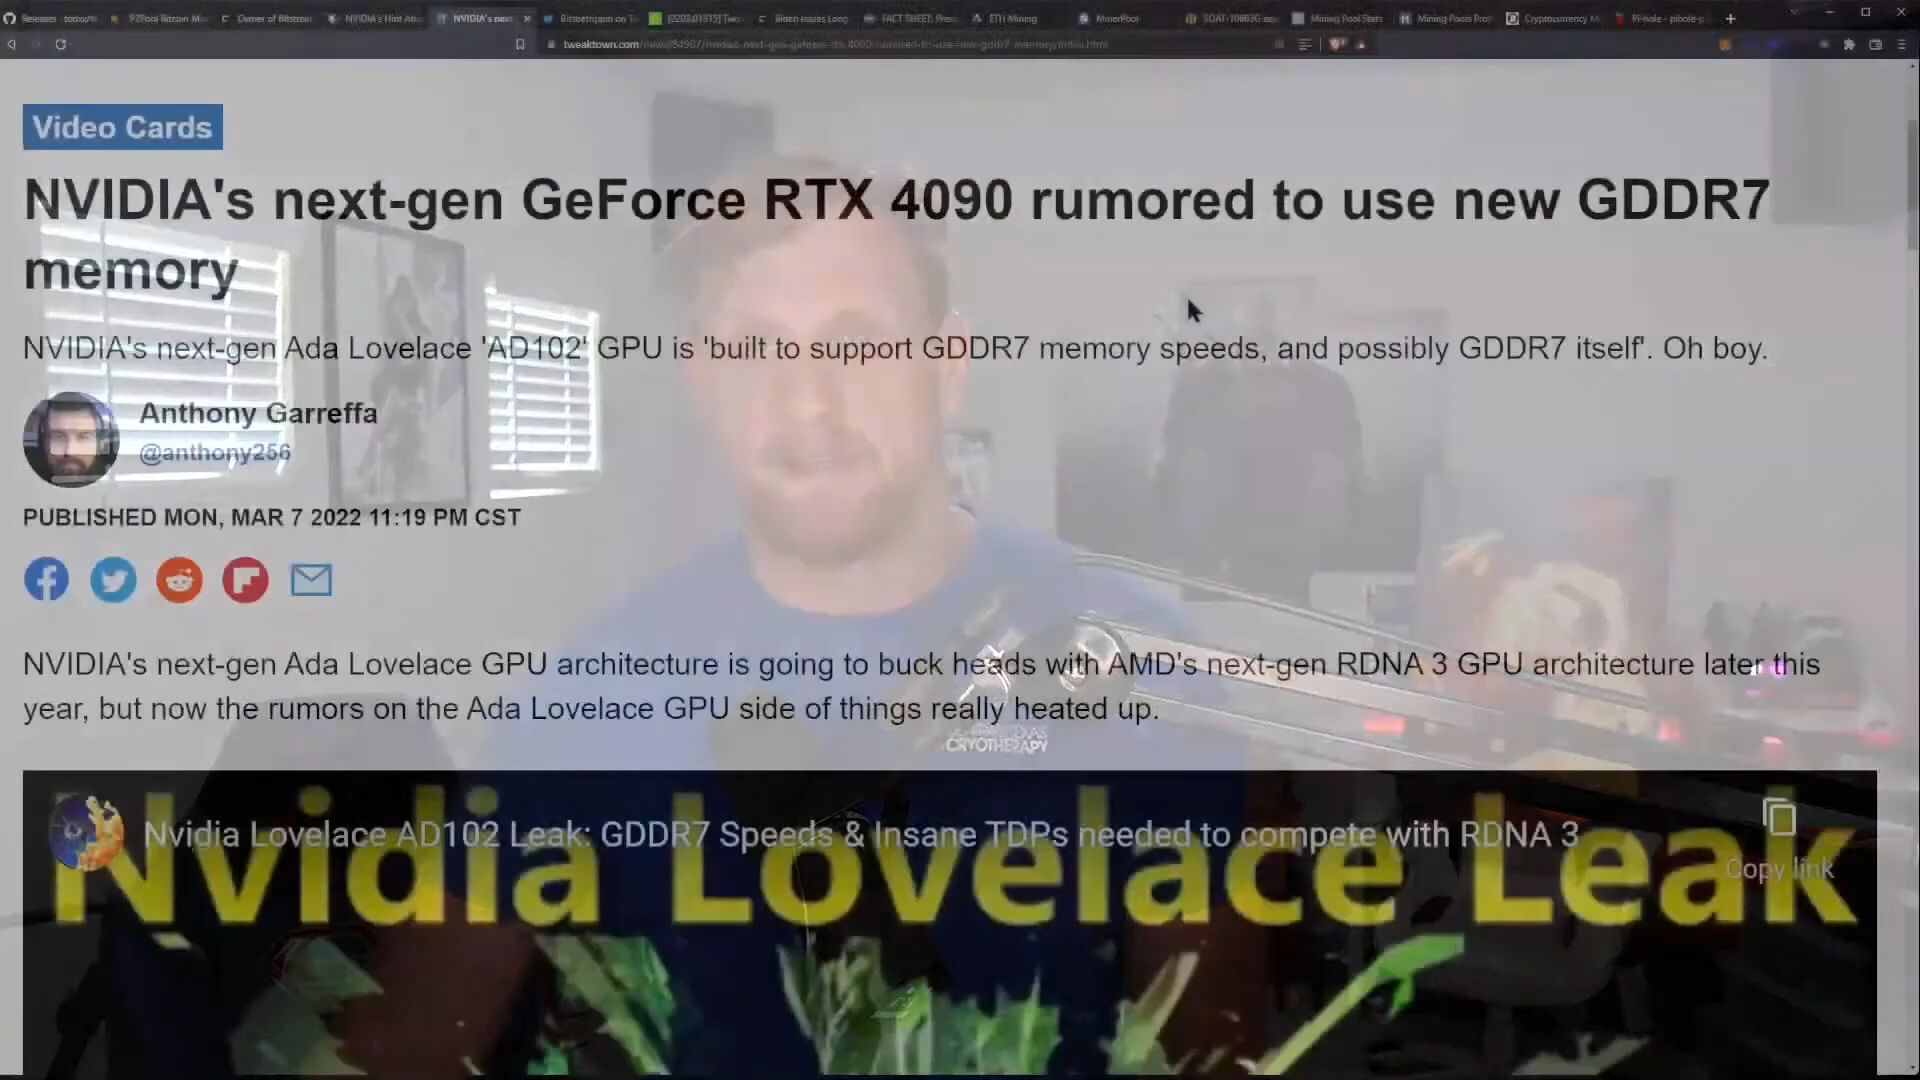 NVIDIA's next
Mining Pool Stats
Video Cards
NVIDIA's next-gen GeForce RTX 4090 rumored to use new GDDR7
memory
NVIDIA's next-gen Ada Lovelace 'AD102' GPU is 'built to support GDDR7 memory speeds, and possibly GDDR7 itself'. Oh boy.
Anthony Garreffa
@anthony256
PUBLISHED MON, MAR 7 2022 11:19 PM CST
NVIDIA's next-gen Ada Lovelace GPU architecture is going to buck heads with AMD's next-gen RDNA 3 GPU architecture later this
year, but now the rumors on the Ada Lovelace GPU side of things really heated up.
CRYOTHERAPY
Nvidia Lovelace AD102 Leak: GDDR7 Speeds & Insane TDPs needed to compete with RDNA 3
Copy link
Nvidia Lovelace Leak